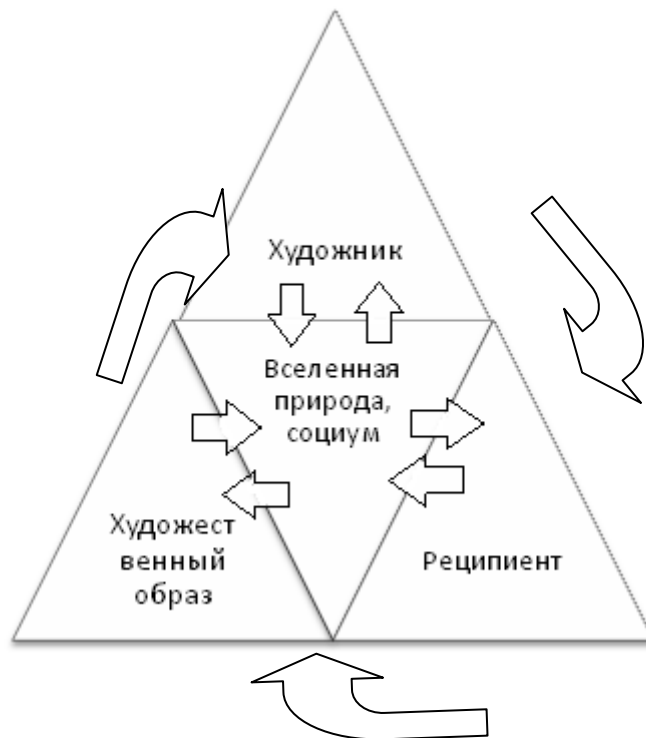 Художник
Вселенная
природа,
социум
Художест
венный
образ
Реципиент